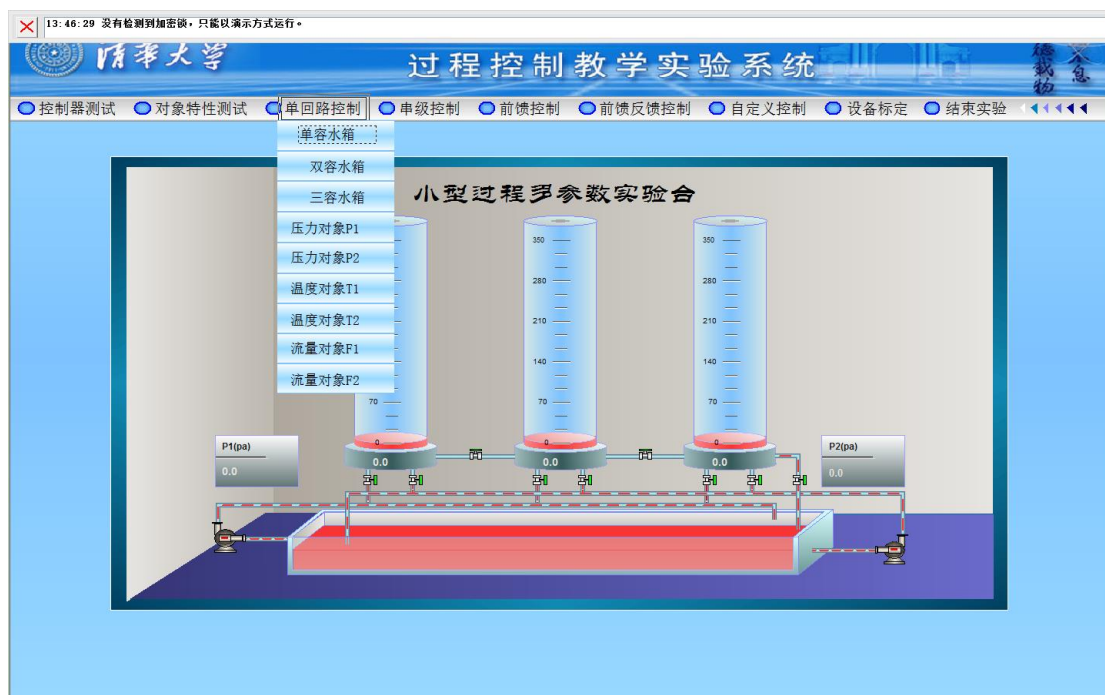 13:46:29 没有检测到加密锁，只能以演示方式运行。
清华大学
过程控制教学实验系统
德载物
控制器测试 对象特性测试 单回路控制 串级控制 前馈控制 前馈反馈控制 自定义控制 设备标定 结束实验
单容水箱
双容水箱
三容水箱
压力对象P1
压力对象P2
温度对象T1
温度对象T2
流量对象F1
流量对象F2
小型过程多参数实验台
350 350
280 280
210 210
140 140
70 70 70
0 0 0
0.0 0.0 0.0
P1(pa)
0.0
P2(pa)
0.0